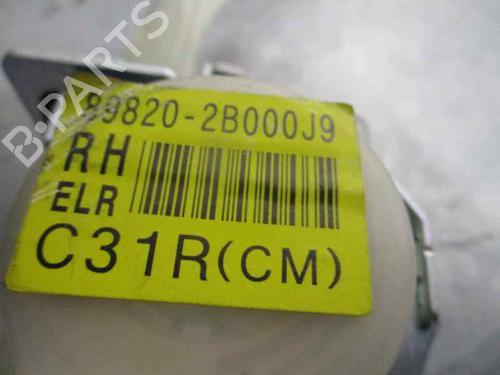 B-PARTS
89820-2B000J9
RH
ELR
C31R(CM)